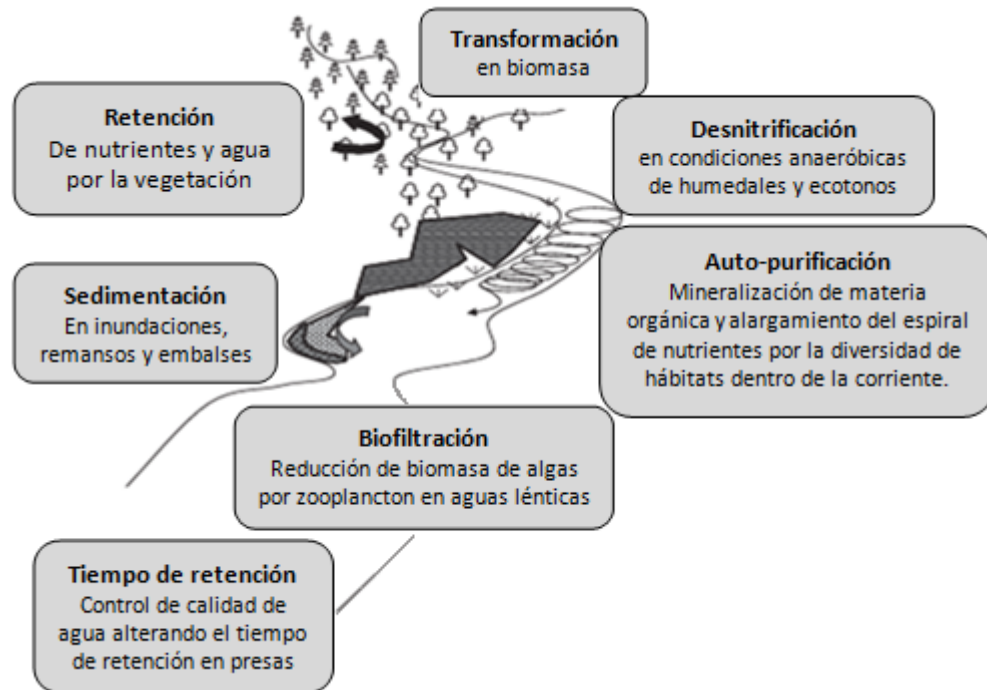 Transformación
en biomasa
Retención
De nutrientes y agua
por la vegetación
Desnitrificación
en condiciones anaeróbicas
de humedales y ecotonos
Auto-purificación
Mineralización de materia
orgánica y alargamiento del espiral
de nutrientes por la diversidad de
hábitats dentro de la corriente.
Sedimentación
En inundaciones,
remansos y embalses
Biofiltración
Reducción de biomasa de algas
por zooplancton en aguas lénticas
Tiempo de retención
Control de calidad de
agua alterando el tiempo
de retención en presas